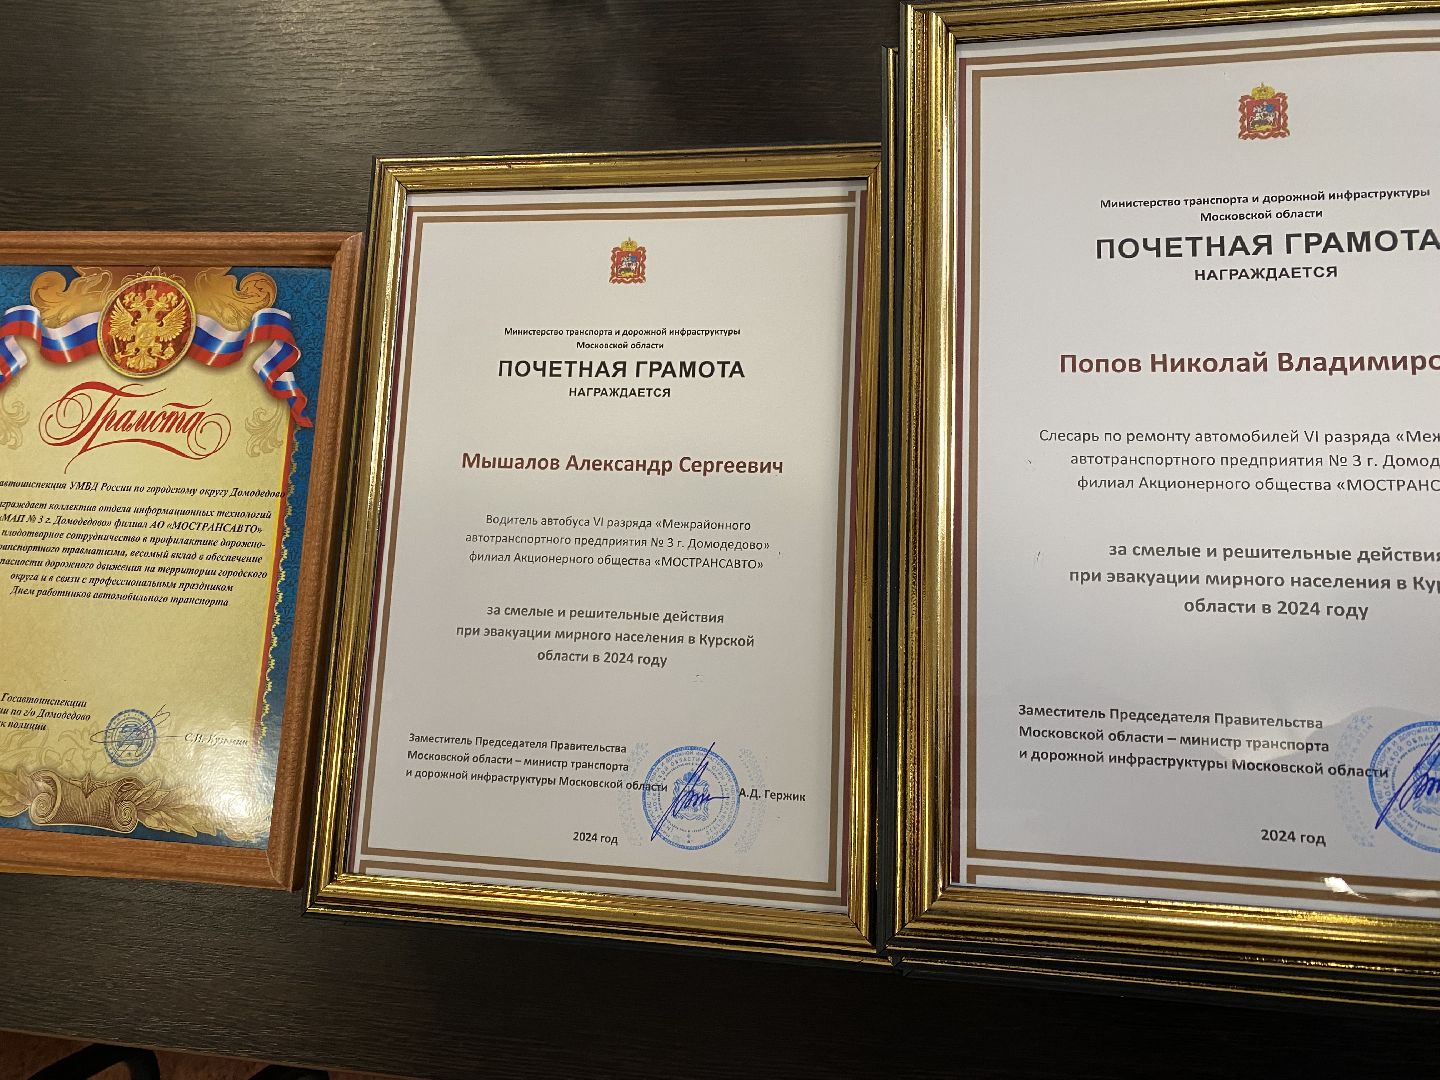 Грамота
автоинспекция УМВД России по городскому округу Домодедово
награждает коллектив отдела информационных технологий
«МАП № 3 г. Домодедово» филиал АО «МОСТРАНСАВТО»
плодотворное сотрудничество в профилактике дорожно-
транспортного травматизма, весомый вклад в обеспечение
опасности дорожного движения на территории городского
округа и в связи с профессиональным праздником
Днем работников автомобильного транспорта
Госавтоинспекции
ии по г/о Домодедово
к полиции
Министерство транспорта и дорожной инфраструктуры
Московской области
ПОЧЕТНАЯ ГРАМОТА
НАГРАЖДАЕТСЯ
Мышалов Александр Сергеевич
Водитель автобуса VI разряда «Межрайонного
автотранспортного предприятия № 3 г. Домодедово»
филиал Акционерного общества «МОСТРАНСАВТО»
за смелые и решительные действия
при эвакуации мирного населения в Курской
области в 2024 году
Заместитель Председателя Правительства
Московской области – министр транспорта
и дорожной инфраструктуры Московской области
А.Д. Гержик
2024 год
Министерство транспорта и дорожной инфраструктуры
Московской области
ПОЧЕТНАЯ ГРАМОТА
НАГРАЖДАЕТСЯ
Попов Николай Владимиро
Слесарь по ремонту автомобилей VI разряда «Меж
автотранспортного предприятия № 3 г. Домод
филиал Акционерного общества «МОСТРАНС
за смелые и решительные действия
при эвакуации мирного населения в Кур
области в 2024 году
Заместитель Председателя Правительства
Московской области – министр транспорта
и дорожной инфраструктуры Московской области
2024 год